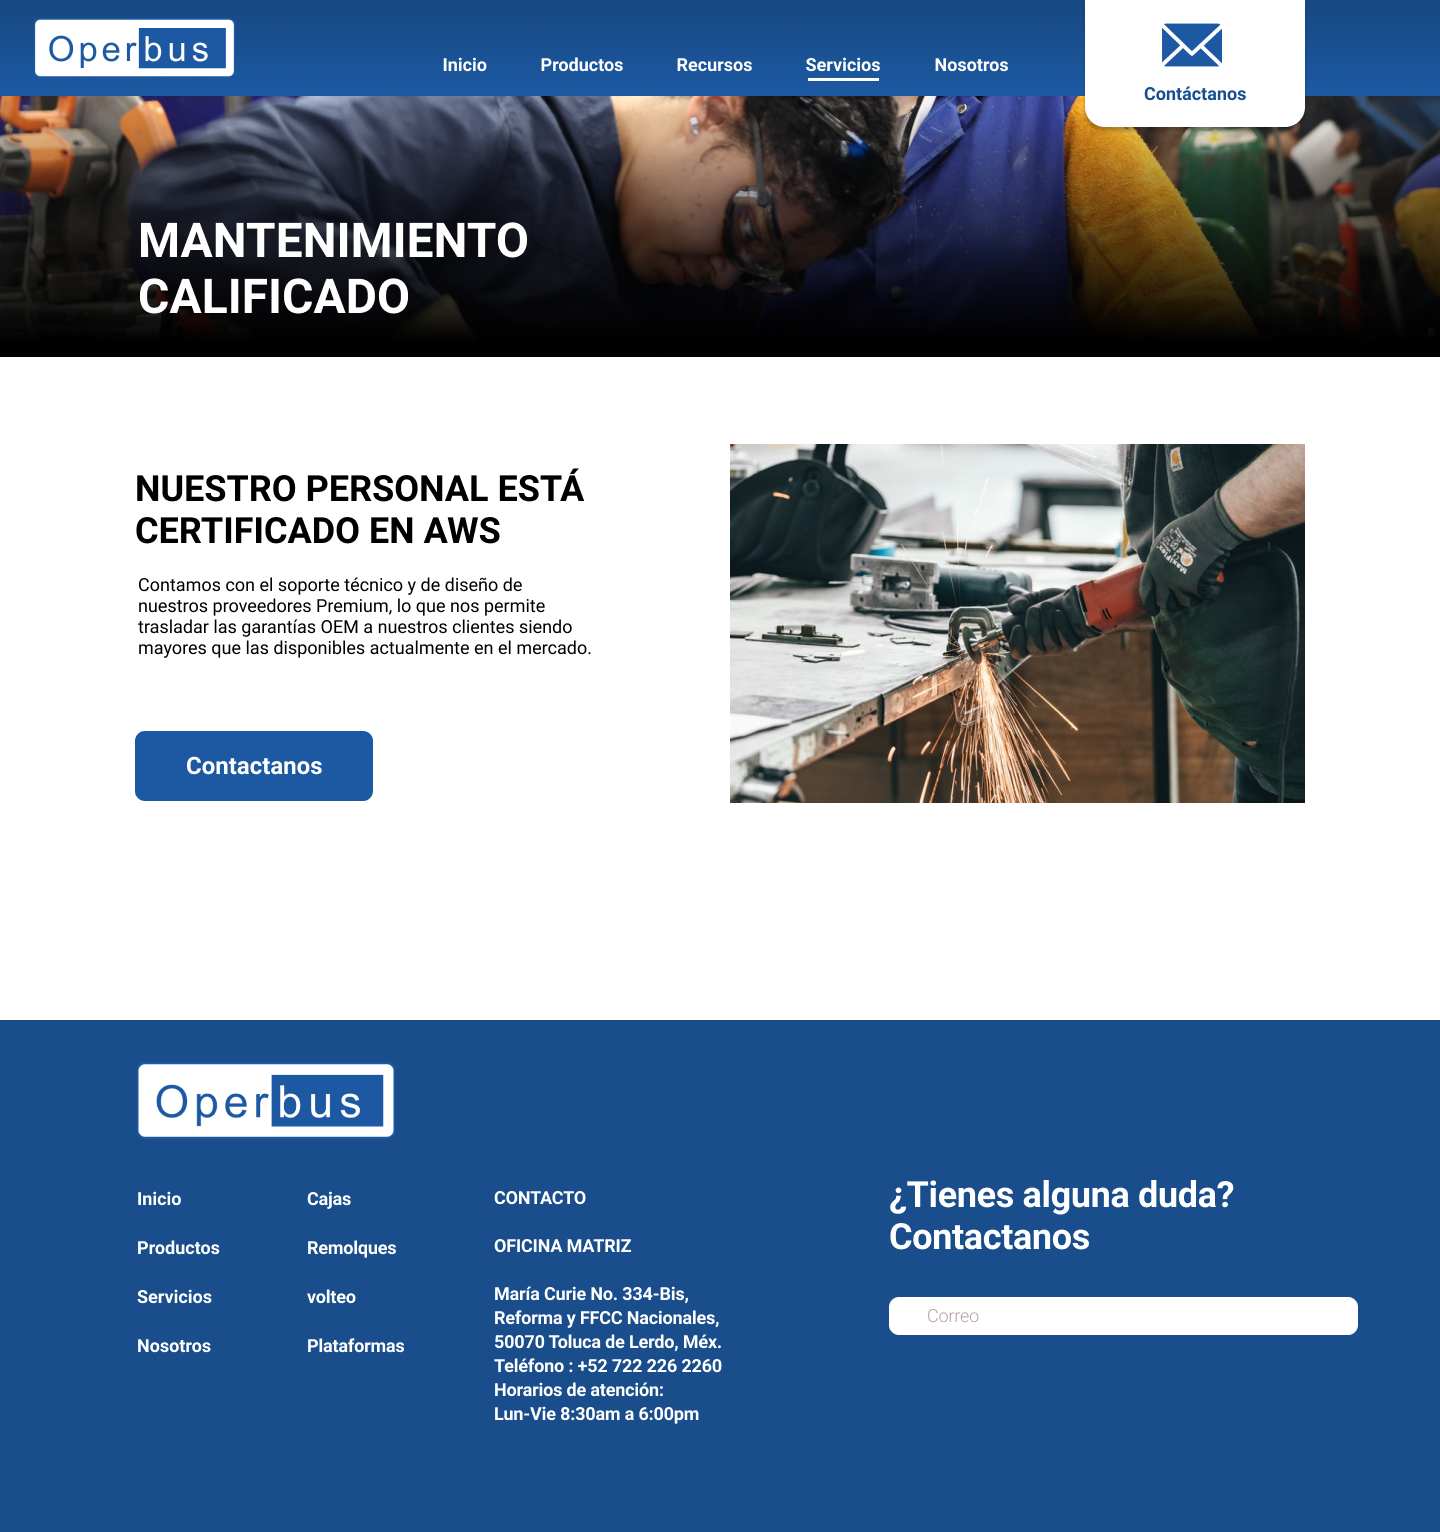 Operbus
Inicio
Productos
Recursos
Servicios
Nosotros
Contáctanos
MANTENIMIENTO
CALIFICADO
NUESTRO PERSONAL ESTÁ
CERTIFICADO EN AWS
Contamos con el soporte técnico y de diseño de
nuestros proveedores Premium, lo que nos permite
trasladar las garantías OEM a nuestros clientes siendo
mayores que las disponibles actualmente en el mercado.
Contactanos
MaxiFlex
Operbus
Inicio
Productos
Servicios
Nosotros
Cajas
Remolques
volteo
Plataformas
CONTACTO
OFICINA MATRIZ
María Curie No. 334-Bis,
Reforma y FFCC Nacionales,
50070 Toluca de Lerdo, Méx.
Teléfono : +52 722 226 2260
Horarios de atención:
Lun-Vie 8:30am a 6:00pm
¿Tienes alguna duda?
Contactanos
Correo